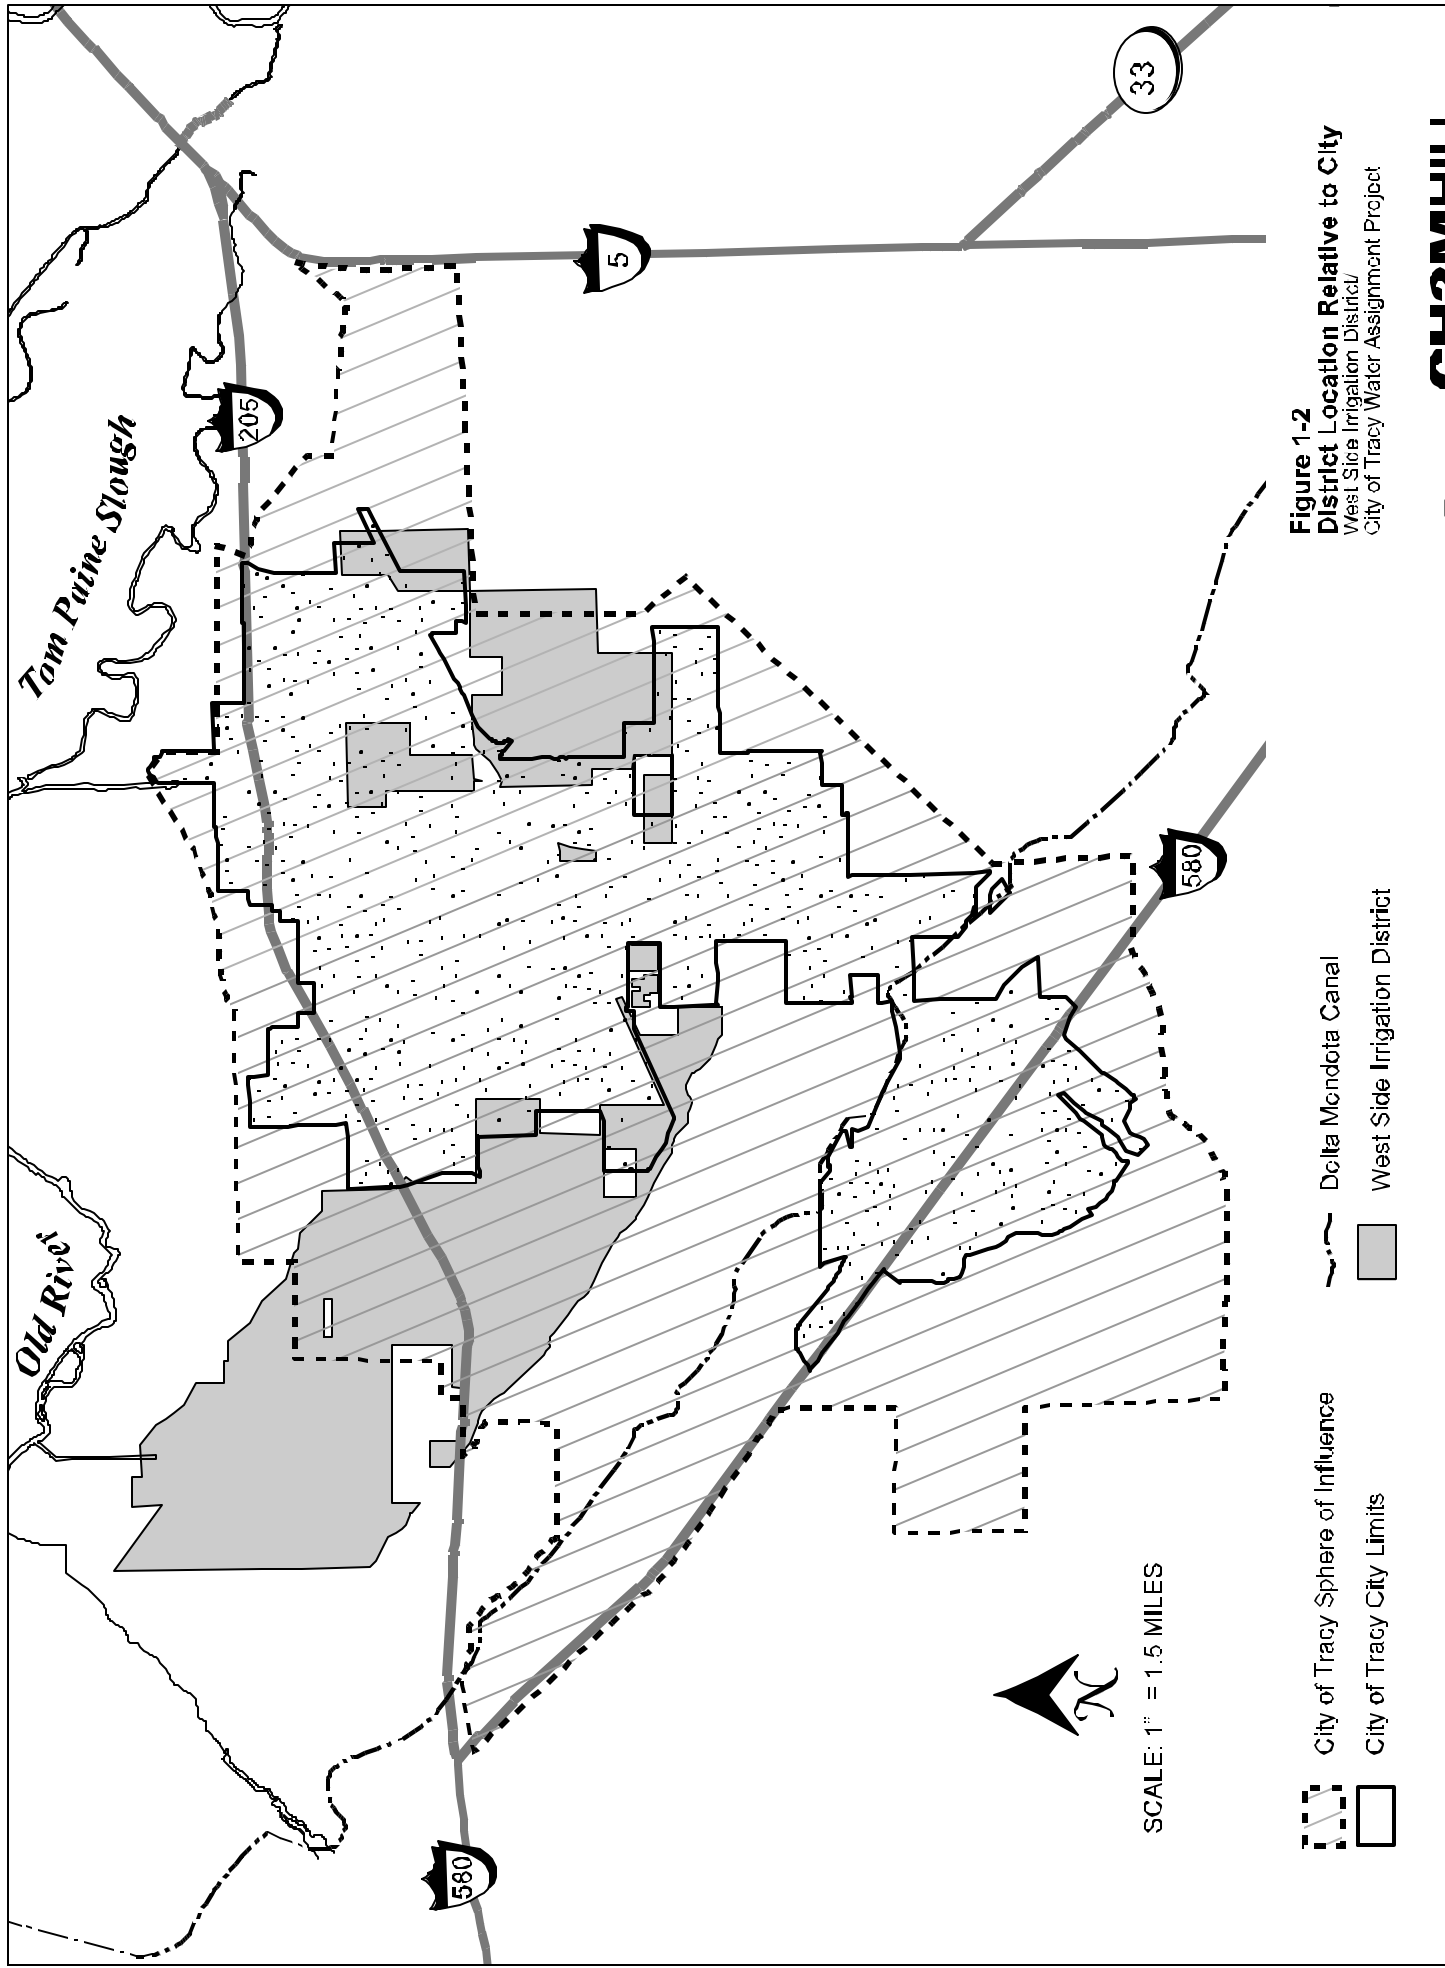 Tom Paine Slough
Old River
205
5
33
580
580
SCALE: 1" = 1.5 MILES
City of Tracy Sphere of Influence
City of Tracy City Limits
Delta Mendota Canal
West Side Irrigation District
Figure 1-2
District Location Relative to City
West Side Irrigation District/
City of Tracy Water Assignment Project